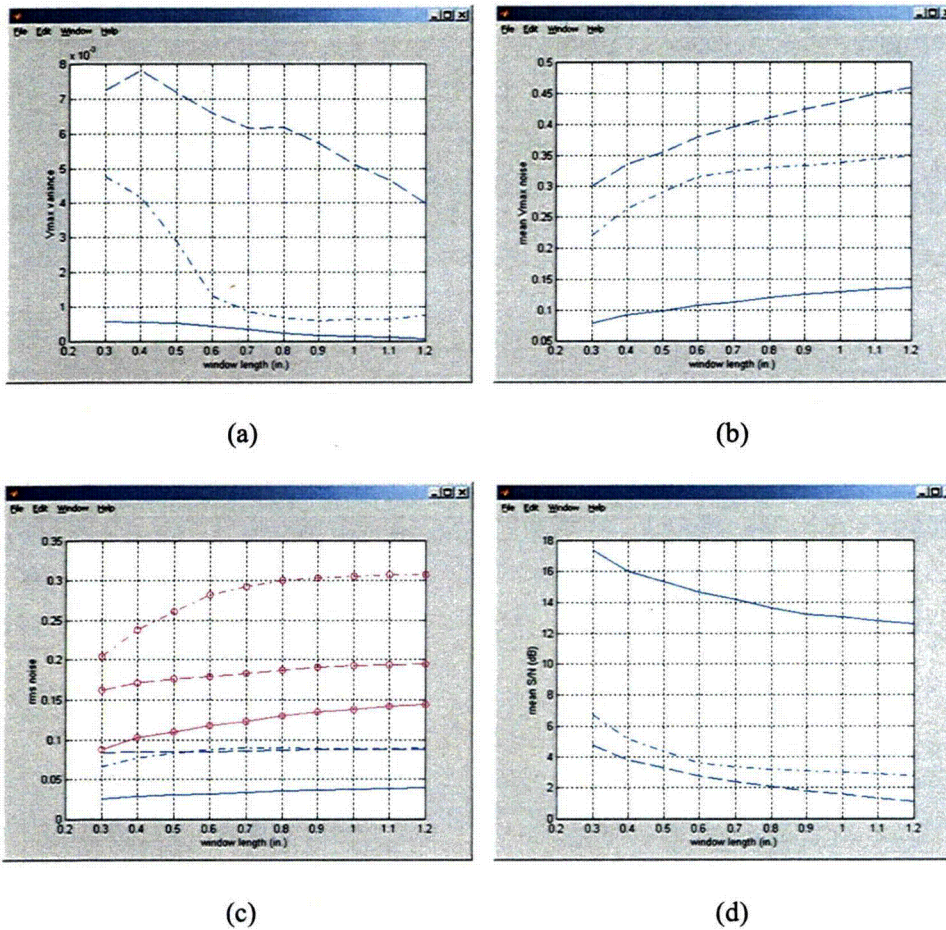 File Edit Window Help
x 10^-3
8
7
6
5
4
3
2
1
0
Vmax variance
0.2 0.3 0.4 0.5 0.6 0.7 0.8 0.9 1 1.1 1.2
window length (in.)
(a)
File Edit Window Help
0.5
0.45
0.4
0.35
0.3
0.25
0.2
0.15
0.1
0.05
mean Vmax noise
0.2 0.3 0.4 0.5 0.6 0.7 0.8 0.9 1 1.1 1.2
window length (in.)
(b)
File Edit Window Help
0.35
0.3
0.25
0.2
0.15
0.1
0.05
0
rms noise
0.2 0.3 0.4 0.5 0.6 0.7 0.8 0.9 1 1.1 1.2
window length (in.)
(c)
File Edit Window Help
18
16
14
12
10
8
6
4
2
0
mean S/N (dB)
0.2 0.3 0.4 0.5 0.6 0.7 0.8 0.9 1 1.1 1.2
window length (in.)
(d)